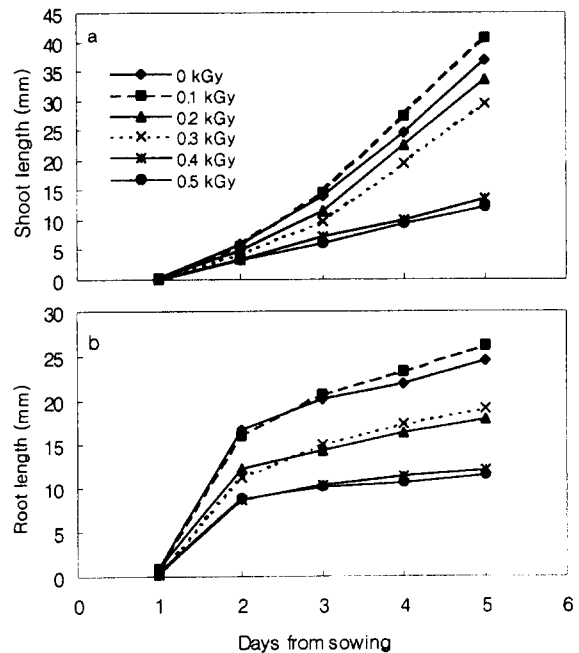 a
Shoot length (mm)
45
40
35
30
25
20
15
10
5
0
0 kGy
0.1 kGy
0.2 kGy
0.3 kGy
0.4 kGy
0.5 kGy
b
Root length (mm)
30
25
20
15
10
5
0
0 1 2 3 4 5 6
Days from sowing